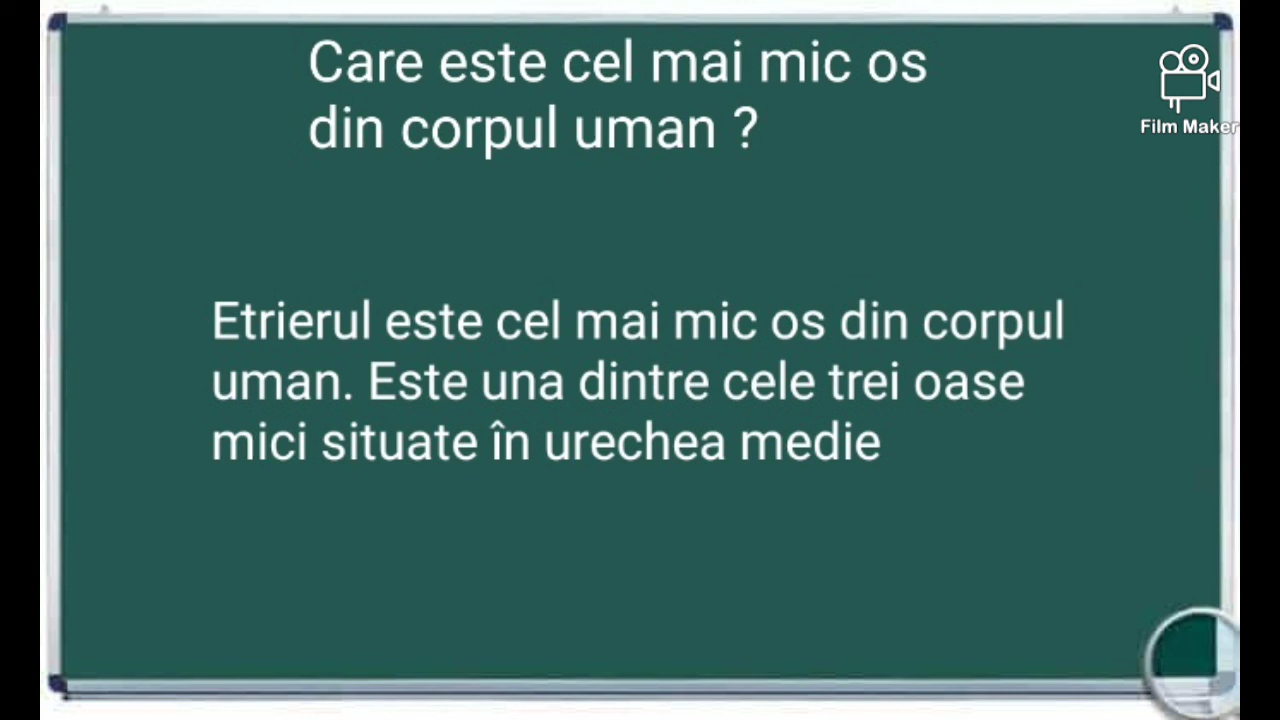 Care este cel mai mic os
din corpul uman ?
Film Maker
Etrierul este cel mai mic os din corpul
uman. Este una dintre cele trei oase
mici situate în urechea medie